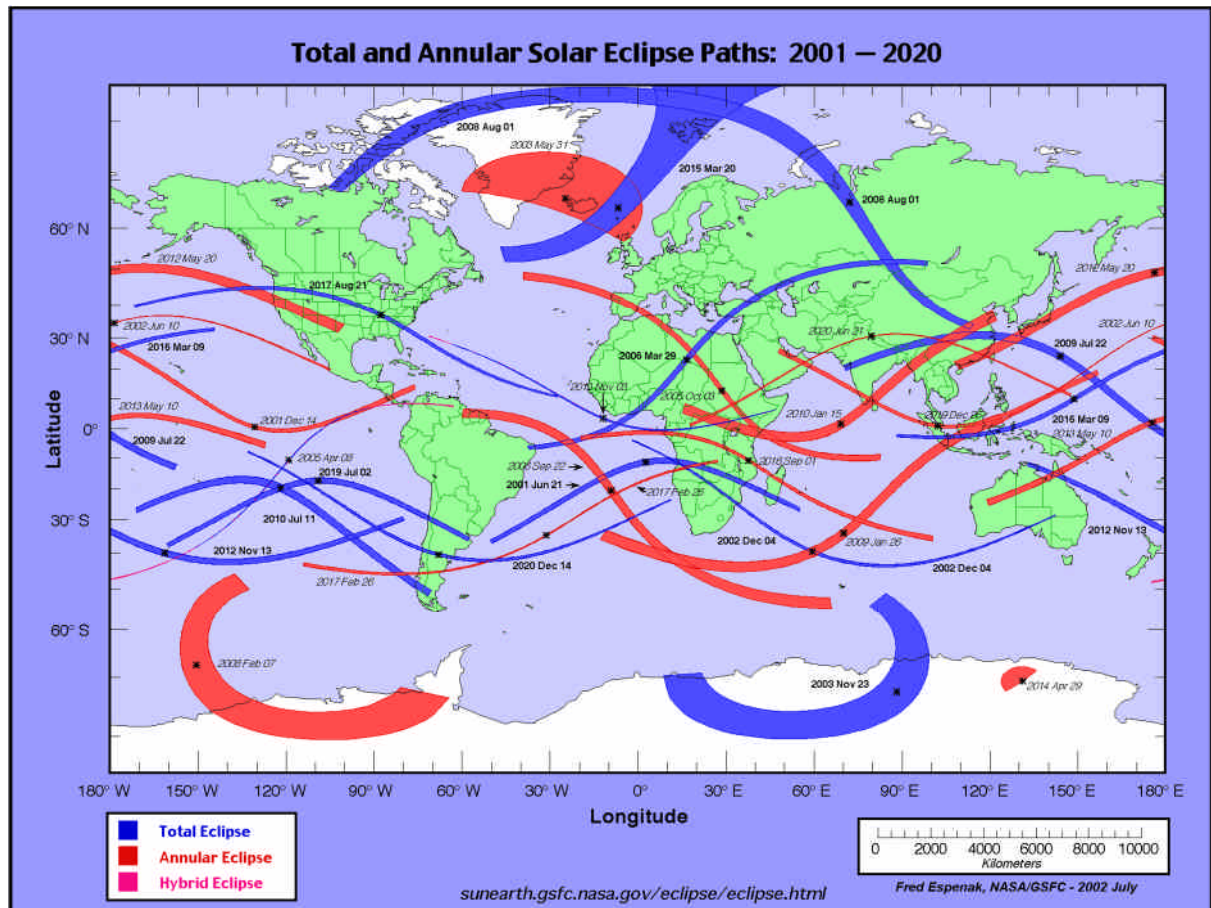 Total and Annular Solar Eclipse Paths: 2001 — 2020
2008 Aug 01
2003 May 31
2015 Mar 20
2008 Aug 01
60° N
2012 May 20
2012 May 20
2017 Aug 21
2002 Jun 10
2020 Jun 21
2002 Jun 10
30° N
2016 Mar 09
2006 Mar 29
2009 Jul 22
2013 Nov 03
2005 Oct 03
2013 May 10
2001 Dec 14
2010 Jan 15
2019 Dec 26
2016 Mar 09
Latitude
0°
2009 Jul 22
2013 May 10
2005 Apr 08
2006 Sep 22
2016 Sep 01
2019 Jul 02
2001 Jun 21
2017 Feb 26
2010 Jul 11
30° S
2012 Nov 13
2002 Dec 04
2009 Jan 26
2012 Nov 13
2017 Feb 26
2020 Dec 14
2002 Dec 04
60° S
2008 Feb 07
2003 Nov 23
2014 Apr 29
180° W 150° W 120° W 90° W 60° W 30° W 0° 30° E 60° E 90° E 120° E 150° E 180° E
Longitude
Total Eclipse
Annular Eclipse
Hybrid Eclipse
0 2000 4000 6000 8000 10000
Kilometers
sunearth.gsfc.nasa.gov/eclipse/eclipse.html
Fred Espenak, NASA/GSFC - 2002 July